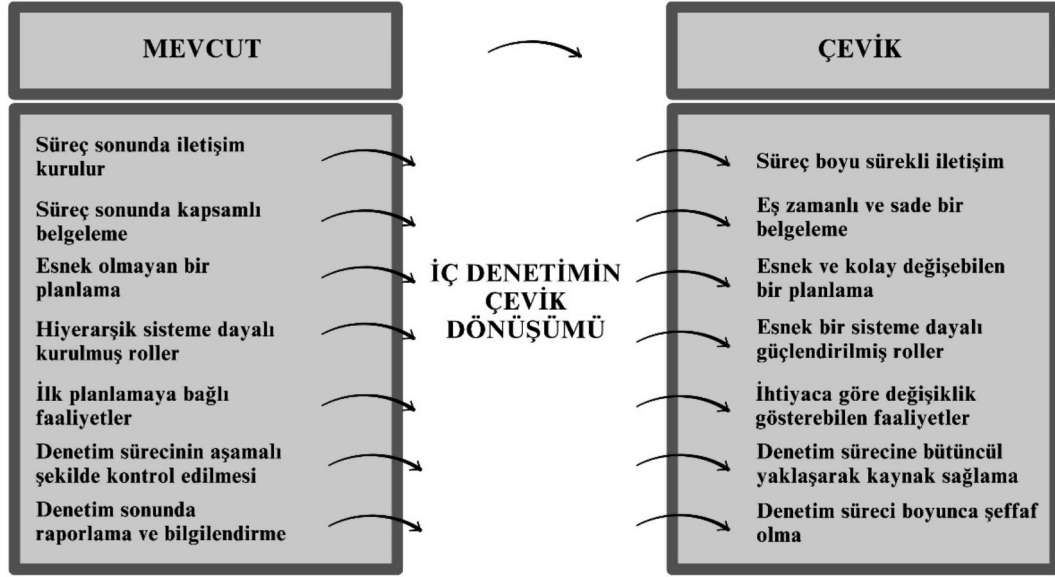 MEVCUT
ÇEVİK
Süreç sonunda iletişim
kurulur
Süreç sonunda kapsamlı
belgeleme
Esnek olmayan bir
planlama
Hiyerarşik sisteme dayalı
kurulmuş roller
İlk planlamaya bağlı
faaliyetler
Denetim sürecinin aşamalı
şekilde kontrol edilmesi
Denetim sonunda
raporlama ve bilgilendirme
İÇ DENETİMİN
ÇEVİK
DÖNÜŞÜMÜ
Süreç boyu sürekli iletişim
Eş zamanlı ve sade bir
belgeleme
Esnek ve kolay değişebilen
bir planlama
Esnek bir sisteme dayalı
güçlendirilmiş roller
İhtiyaca göre değişiklik
gösterebilen faaliyetler
Denetim sürecine bütüncül
yaklaşarak kaynak sağlama
Denetim süreci boyunca şeffaf
olma